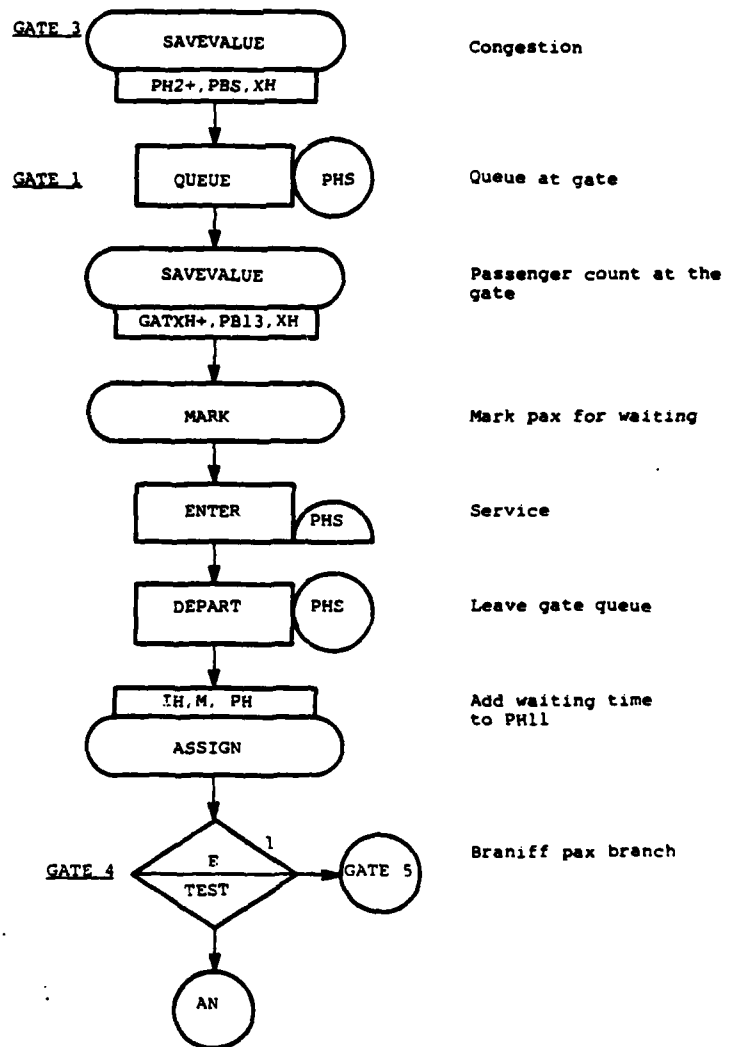 GATE 3
SAVEVALUE
Congestion
PH2+,PBS,XH
GATE 1
QUEUE
PHS
Queue at gate
SAVEVALUE
Passenger count at the
gate
GATXH+,PB13,XH
MARK
Mark pax for waiting
ENTER
PHS
Service
DEPART
PHS
Leave gate queue
IH,M, PH
Add waiting time
to PH11
ASSIGN
1
Braniff pax branch
GATE 4
E
TEST
GATE 5
AN